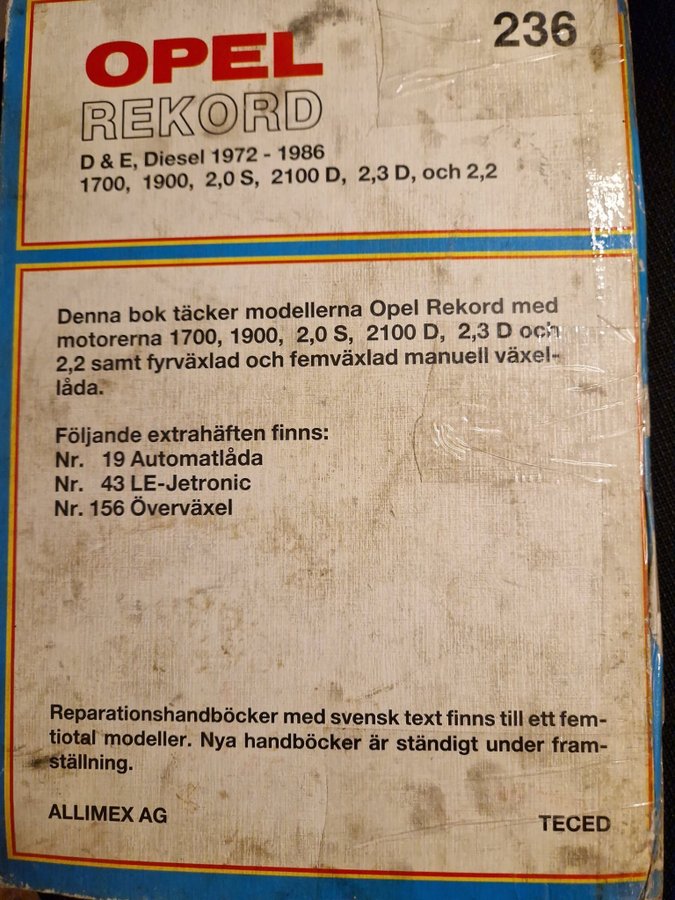 236
OPEL
REKORD
D & E, Diesel 1972 - 1986
1700, 1900, 2,0 S, 2100 D, 2,3 D, och 2,2
Denna bok täcker modellerna Opel Rekord med
motorerna 1700, 1900, 2,0 S, 2100 D, 2,3 D och
2,2 samt fyrväxlad och femväxlad manuell växel-
låda.
Följande extrahäften finns:
Nr. 19 Automatlåda
Nr. 43 LE-Jetronic
Nr. 156 Överväxel
Reparationshandböcker med svensk text finns till ett fem-
tiotal modeller. Nya handböcker är ständigt under fram-
ställning.
ALLIMEX AG
TECED